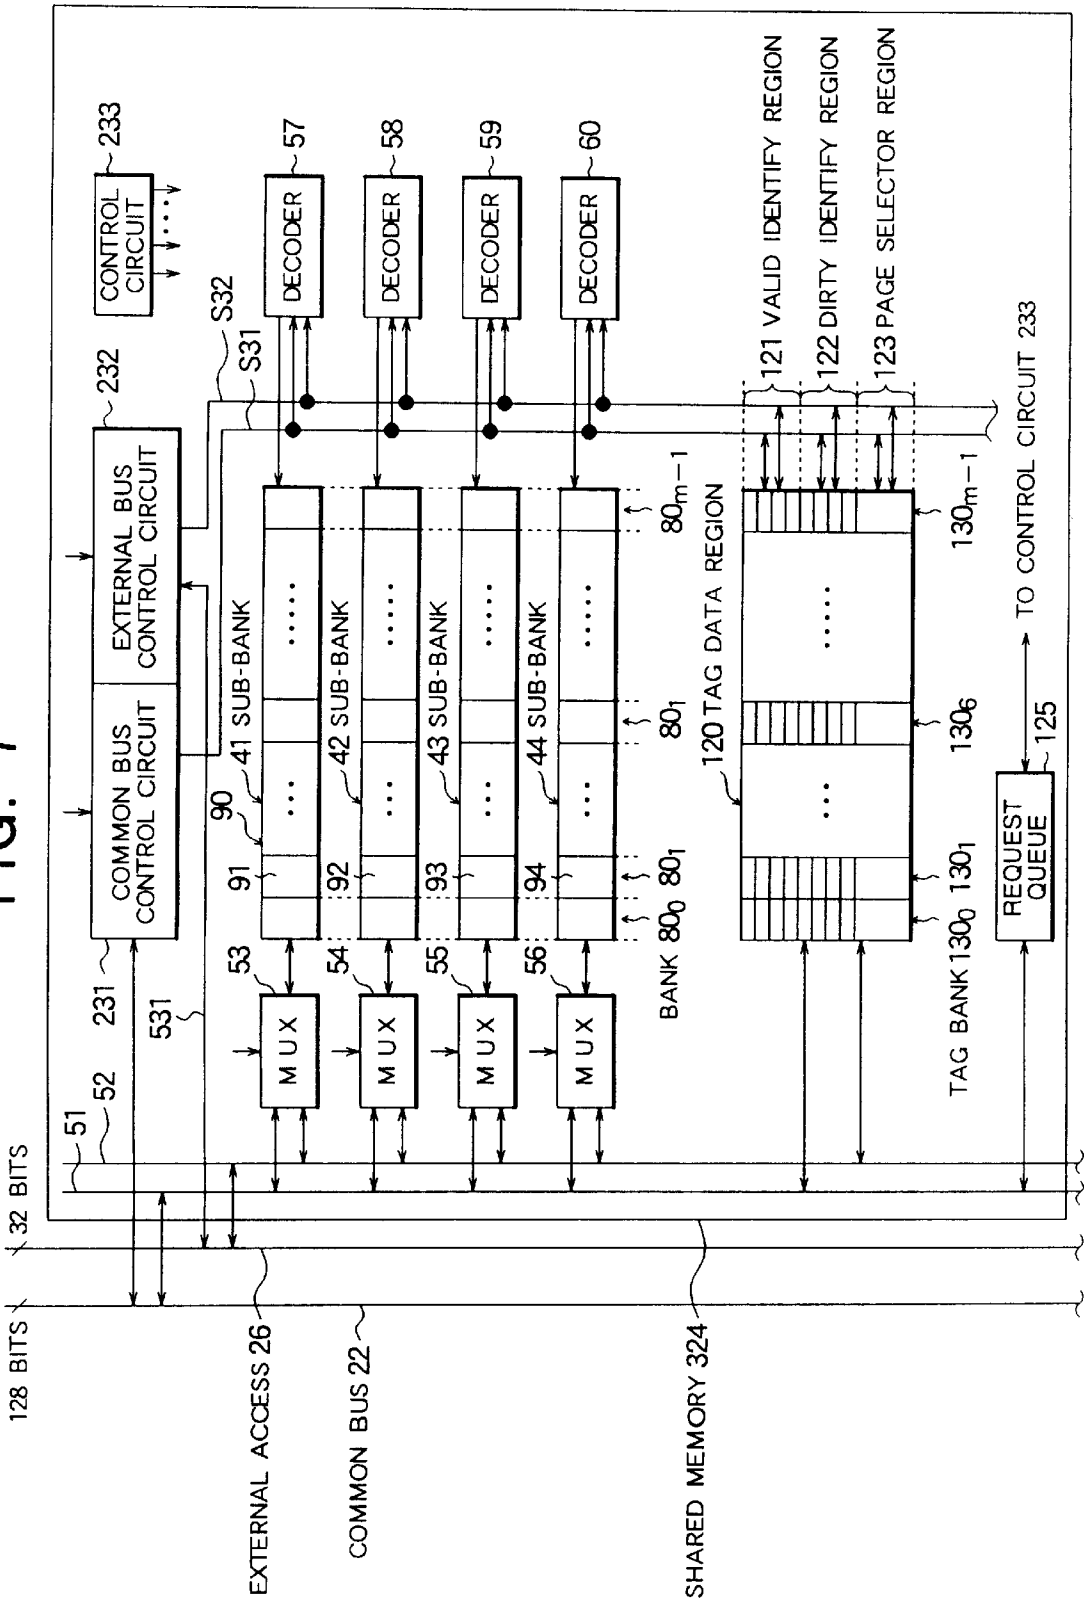 FIG. 7
128 BITS
32 BITS
51
52
531
231
COMMON BUS CONTROL CIRCUIT
EXTERNAL BUS CONTROL CIRCUIT
232
S32
S31
CONTROL CIRCUIT
233
EXTERNAL ACCESS 26
COMMON BUS 22
SHARED MEMORY 324
53
MUX
90
91
41 SUB-BANK
DECODER
57
54
MUX
92
42 SUB-BANK
DECODER
58
55
MUX
93
43 SUB-BANK
DECODER
59
56
MUX
94
44 SUB-BANK
DECODER
60
BANK 80₀
80₁
80₁
80ₘ₋₁
120 TAG DATA REGION
121 VALID IDENTIFY REGION
122 DIRTY IDENTIFY REGION
123 PAGE SELECTOR REGION
TAG BANK 130₀
130₁
130₆
130ₘ₋₁
REQUEST QUEUE
125
TO CONTROL CIRCUIT 233